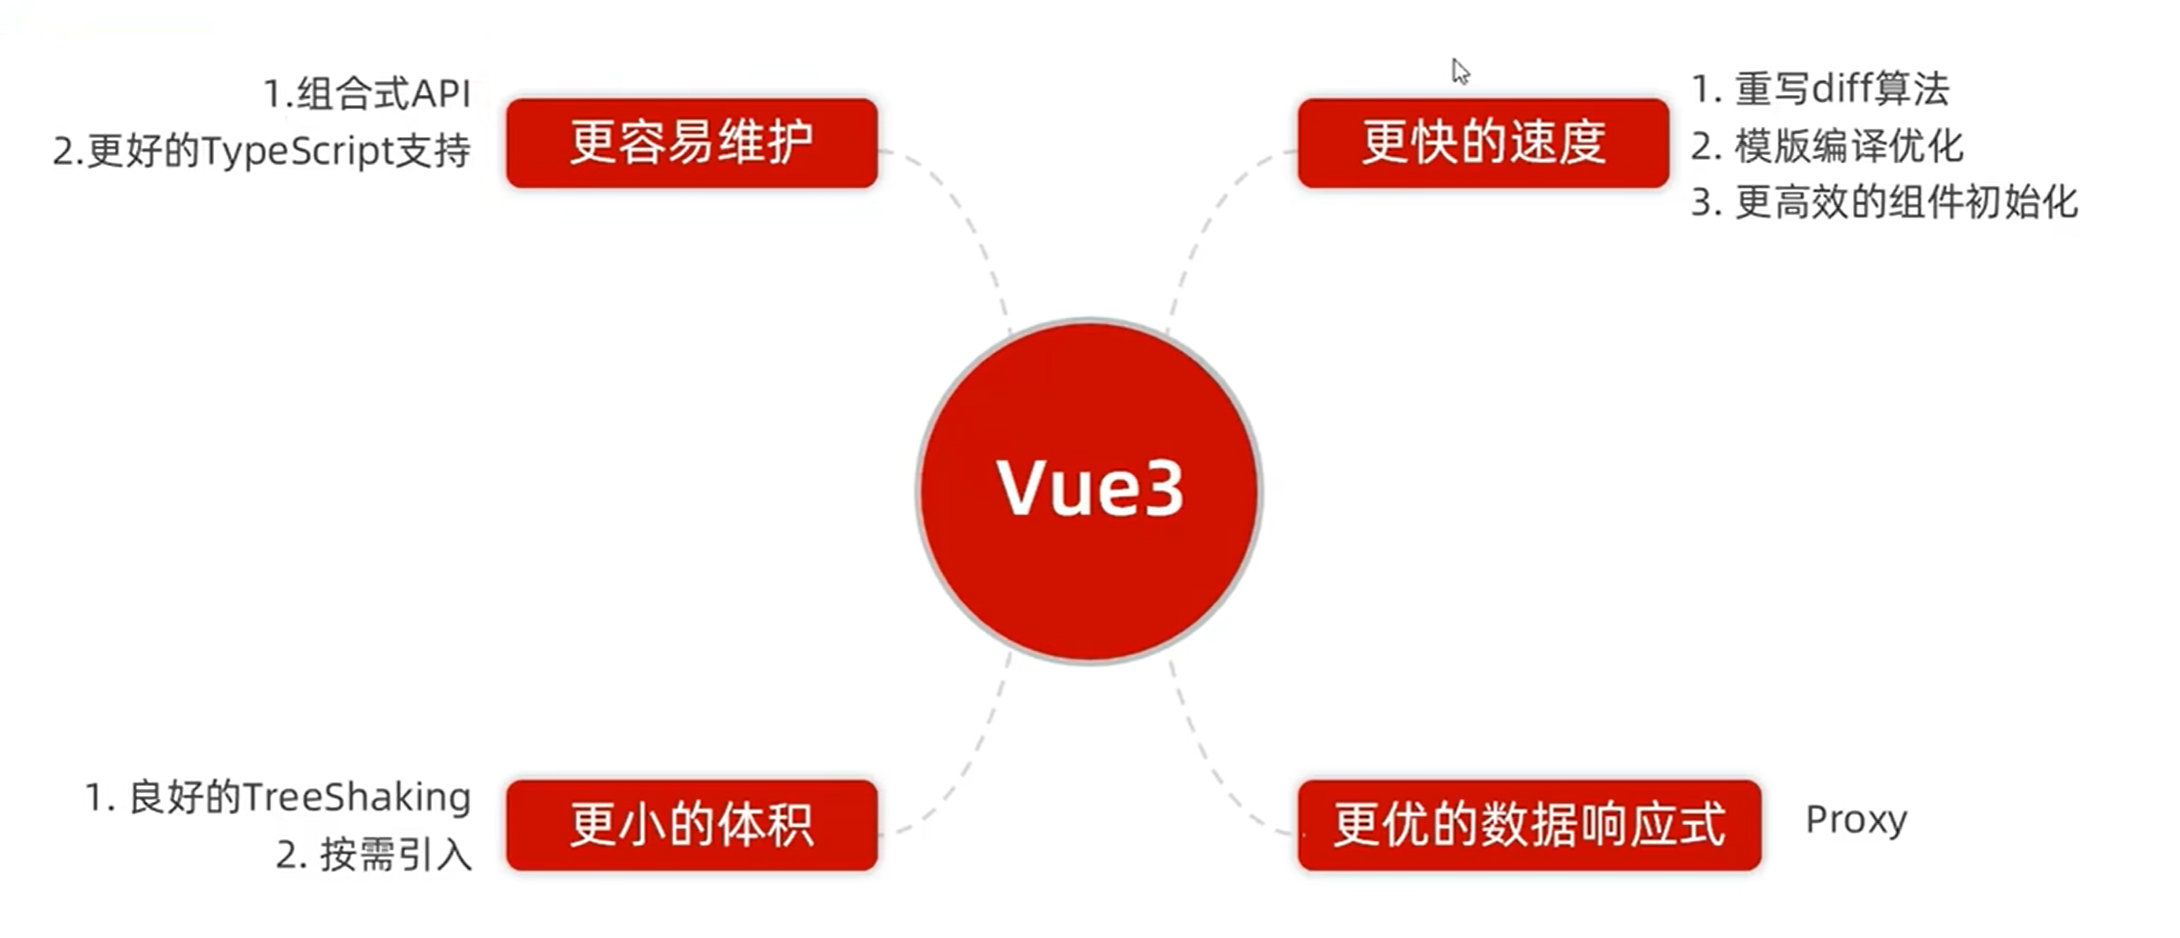 1.组合式API
2.更好的TypeScript支持
更容易维护
更快的速度
1. 重写diff算法
2. 模版编译优化
3. 更高效的组件初始化
Vue3
1. 良好的TreeShaking
2. 按需引入
更小的体积
更优的数据响应式
Proxy